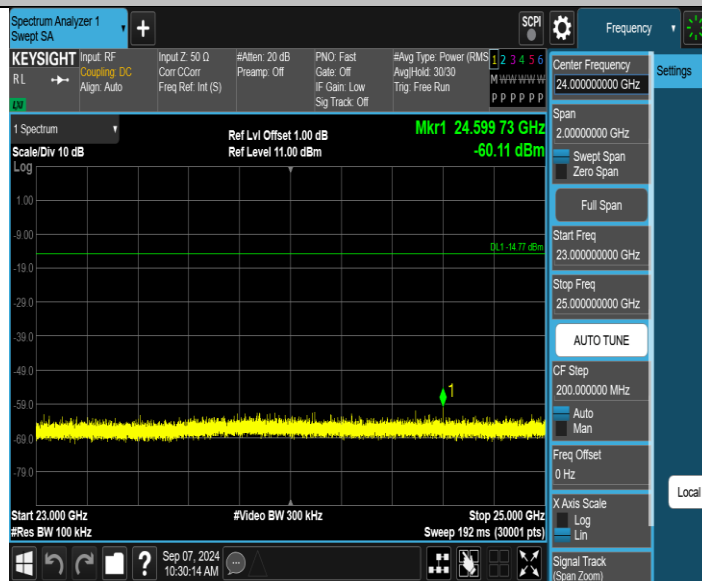 Spectrum Analyzer 1
Swept SA
SCPI
Frequency
KEYSIGHT
RL
Input: RF
Coupling: DC
Align: Auto
Input Z: 50 Ω
Corr CCorr
Freq Ref: Int (S)
#Atten: 20 dB
Preamp: Off
PNO: Fast
Gate: Off
IF Gain: Low
Sig Track: Off
#Avg Type: Power (RMS
Avg|Hold: 30/30
Trig: Free Run
1 2 3 4 5 6
M W W W W W
P P P P P P
1 Spectrum
Scale/Div 10 dB
Log
Ref Lvl Offset 1.00 dB
Ref Level 11.00 dBm
Mkr1 24.599 73 GHz
-60.11 dBm
1.00
-9.00
-19.0
-29.0
-39.0
-49.0
-59.0
-69.0
-79.0
DL1 -14.77 dBm
1
Start 23.000 GHz
#Res BW 100 kHz
#Video BW 300 kHz
Stop 25.000 GHz
Sweep 192 ms (30001 pts)
Sep 07, 2024
10:30:14 AM
Center Frequency
24.000000000 GHz
Settings
Span
2.00000000 GHz
Swept Span
Zero Span
Full Span
Start Freq
23.000000000 GHz
Stop Freq
25.000000000 GHz
AUTO TUNE
CF Step
200.000000 MHz
Auto
Man
Freq Offset
0 Hz
X Axis Scale
Log
Lin
Local
Signal Track
(Span Zoom)